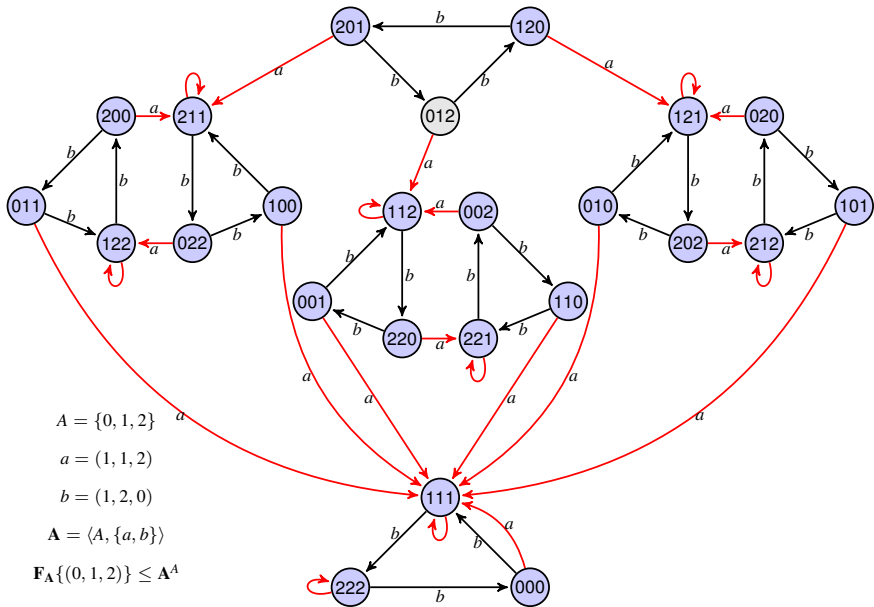 b
201 120
a b b a
012
200 a 211 121 a 020
b b a b b
b b b b
011 100 112 a 002 010 101
b b b b b b
122 a 022 202 a 212
b b
001 110
b b
220 a 221
a a a a
A = {0, 1, 2} a a
a = (1, 1, 2)
b = (1, 2, 0) 111
b b a
A = ⟨A, {a, b}⟩
F_A{(0, 1, 2)} ≤ A^A 222 b 000